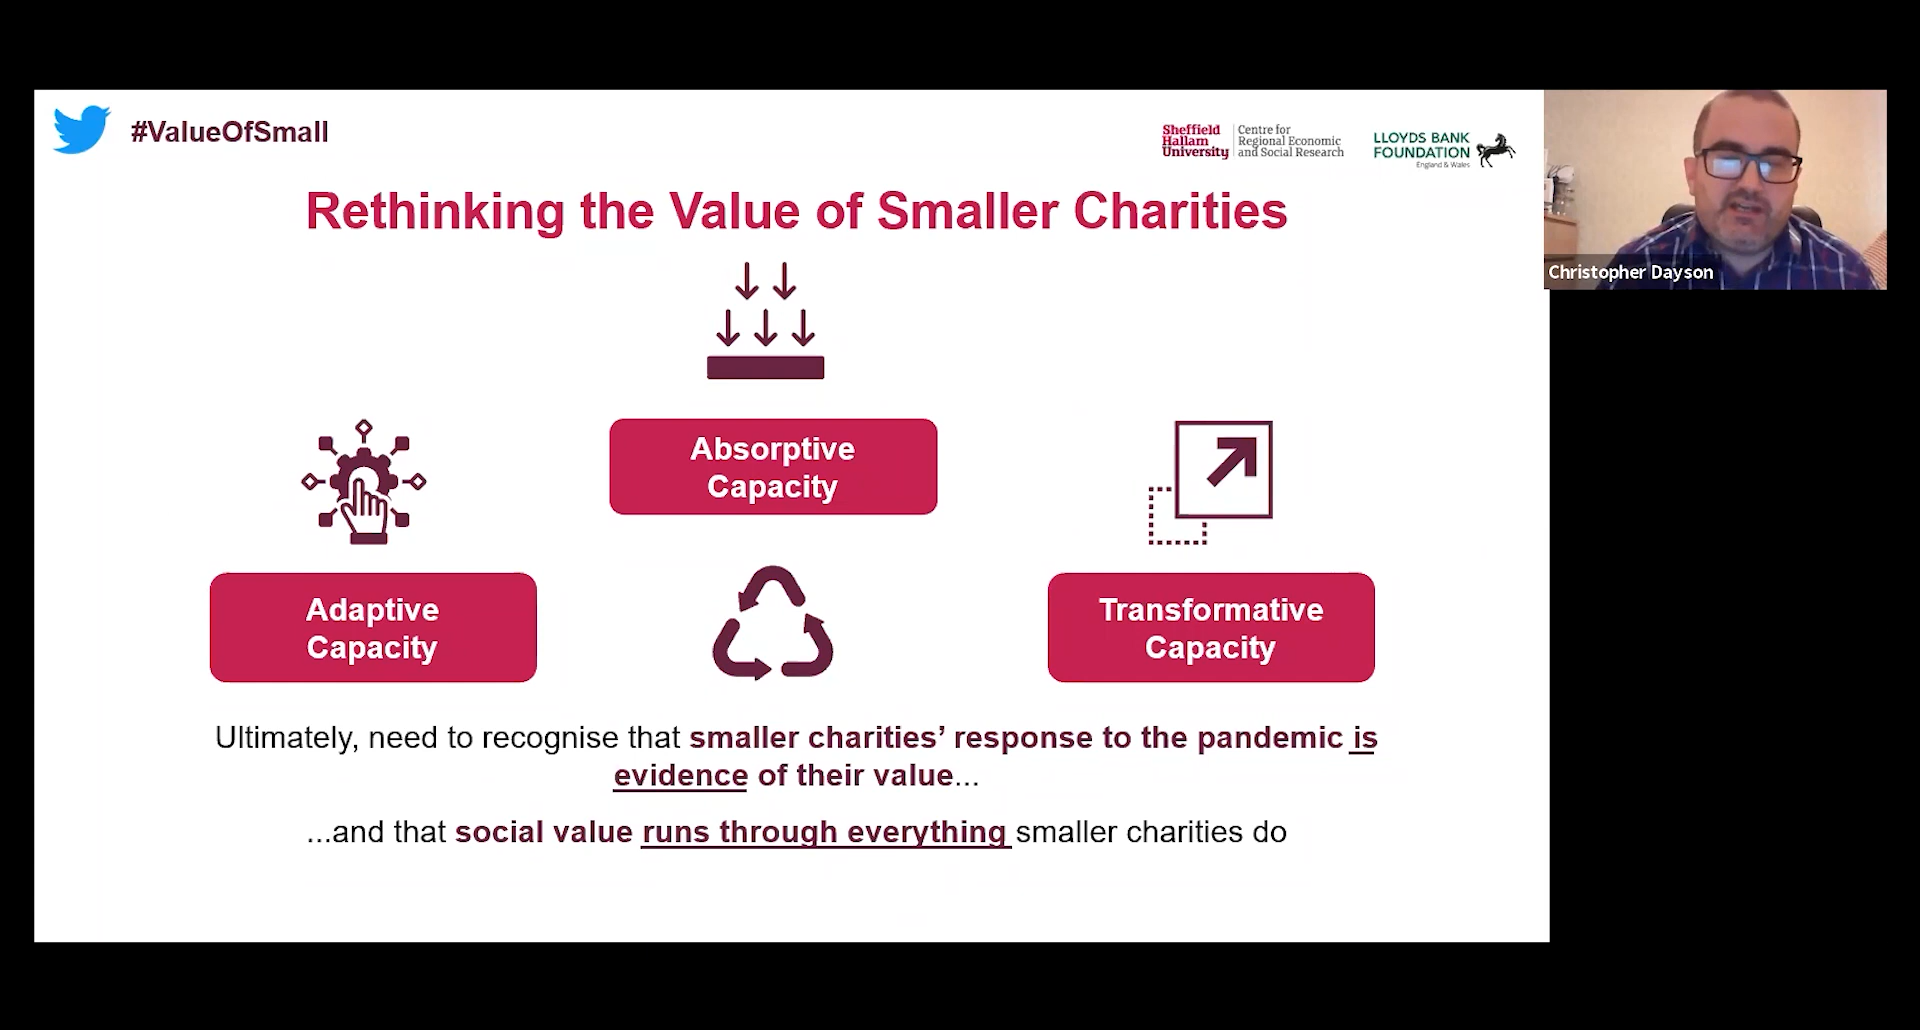 #ValueOfSmall
Sheffield
Hallam
University
Centre for
Regional Economic
and Social Research
LLOYDS BANK
FOUNDATION
England & Wales
Christopher Dayson
Rethinking the Value of Smaller Charities
Absorptive
Capacity
Adaptive
Capacity
Transformative
Capacity
Ultimately, need to recognise that smaller charities’ response to the pandemic is
evidence of their value...
...and that social value runs through everything smaller charities do